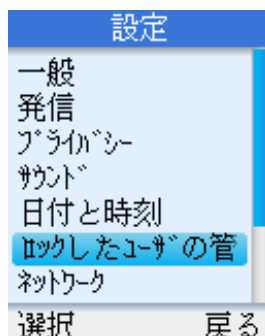 設定
一般
発信
ﾌﾟﾗｲﾊﾞｼｰ
ｻｳﾝﾄﾞ
日付と時刻
ﾛｯｸしたﾕｰｻﾞの管
ﾈｯﾄﾜｰｸ
選択 戻る